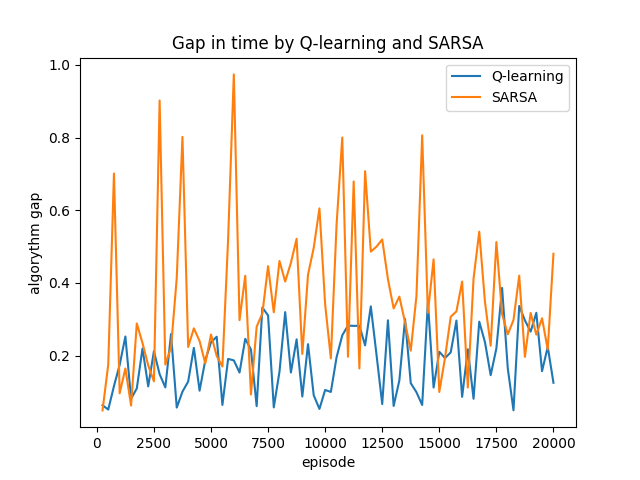 Gap in time by Q-learning and SARSA
Q-learning
SARSA
1.0
0.8
0.6
0.4
0.2
algorythm gap
0 2500 5000 7500 10000 12500 15000 17500 20000
episode